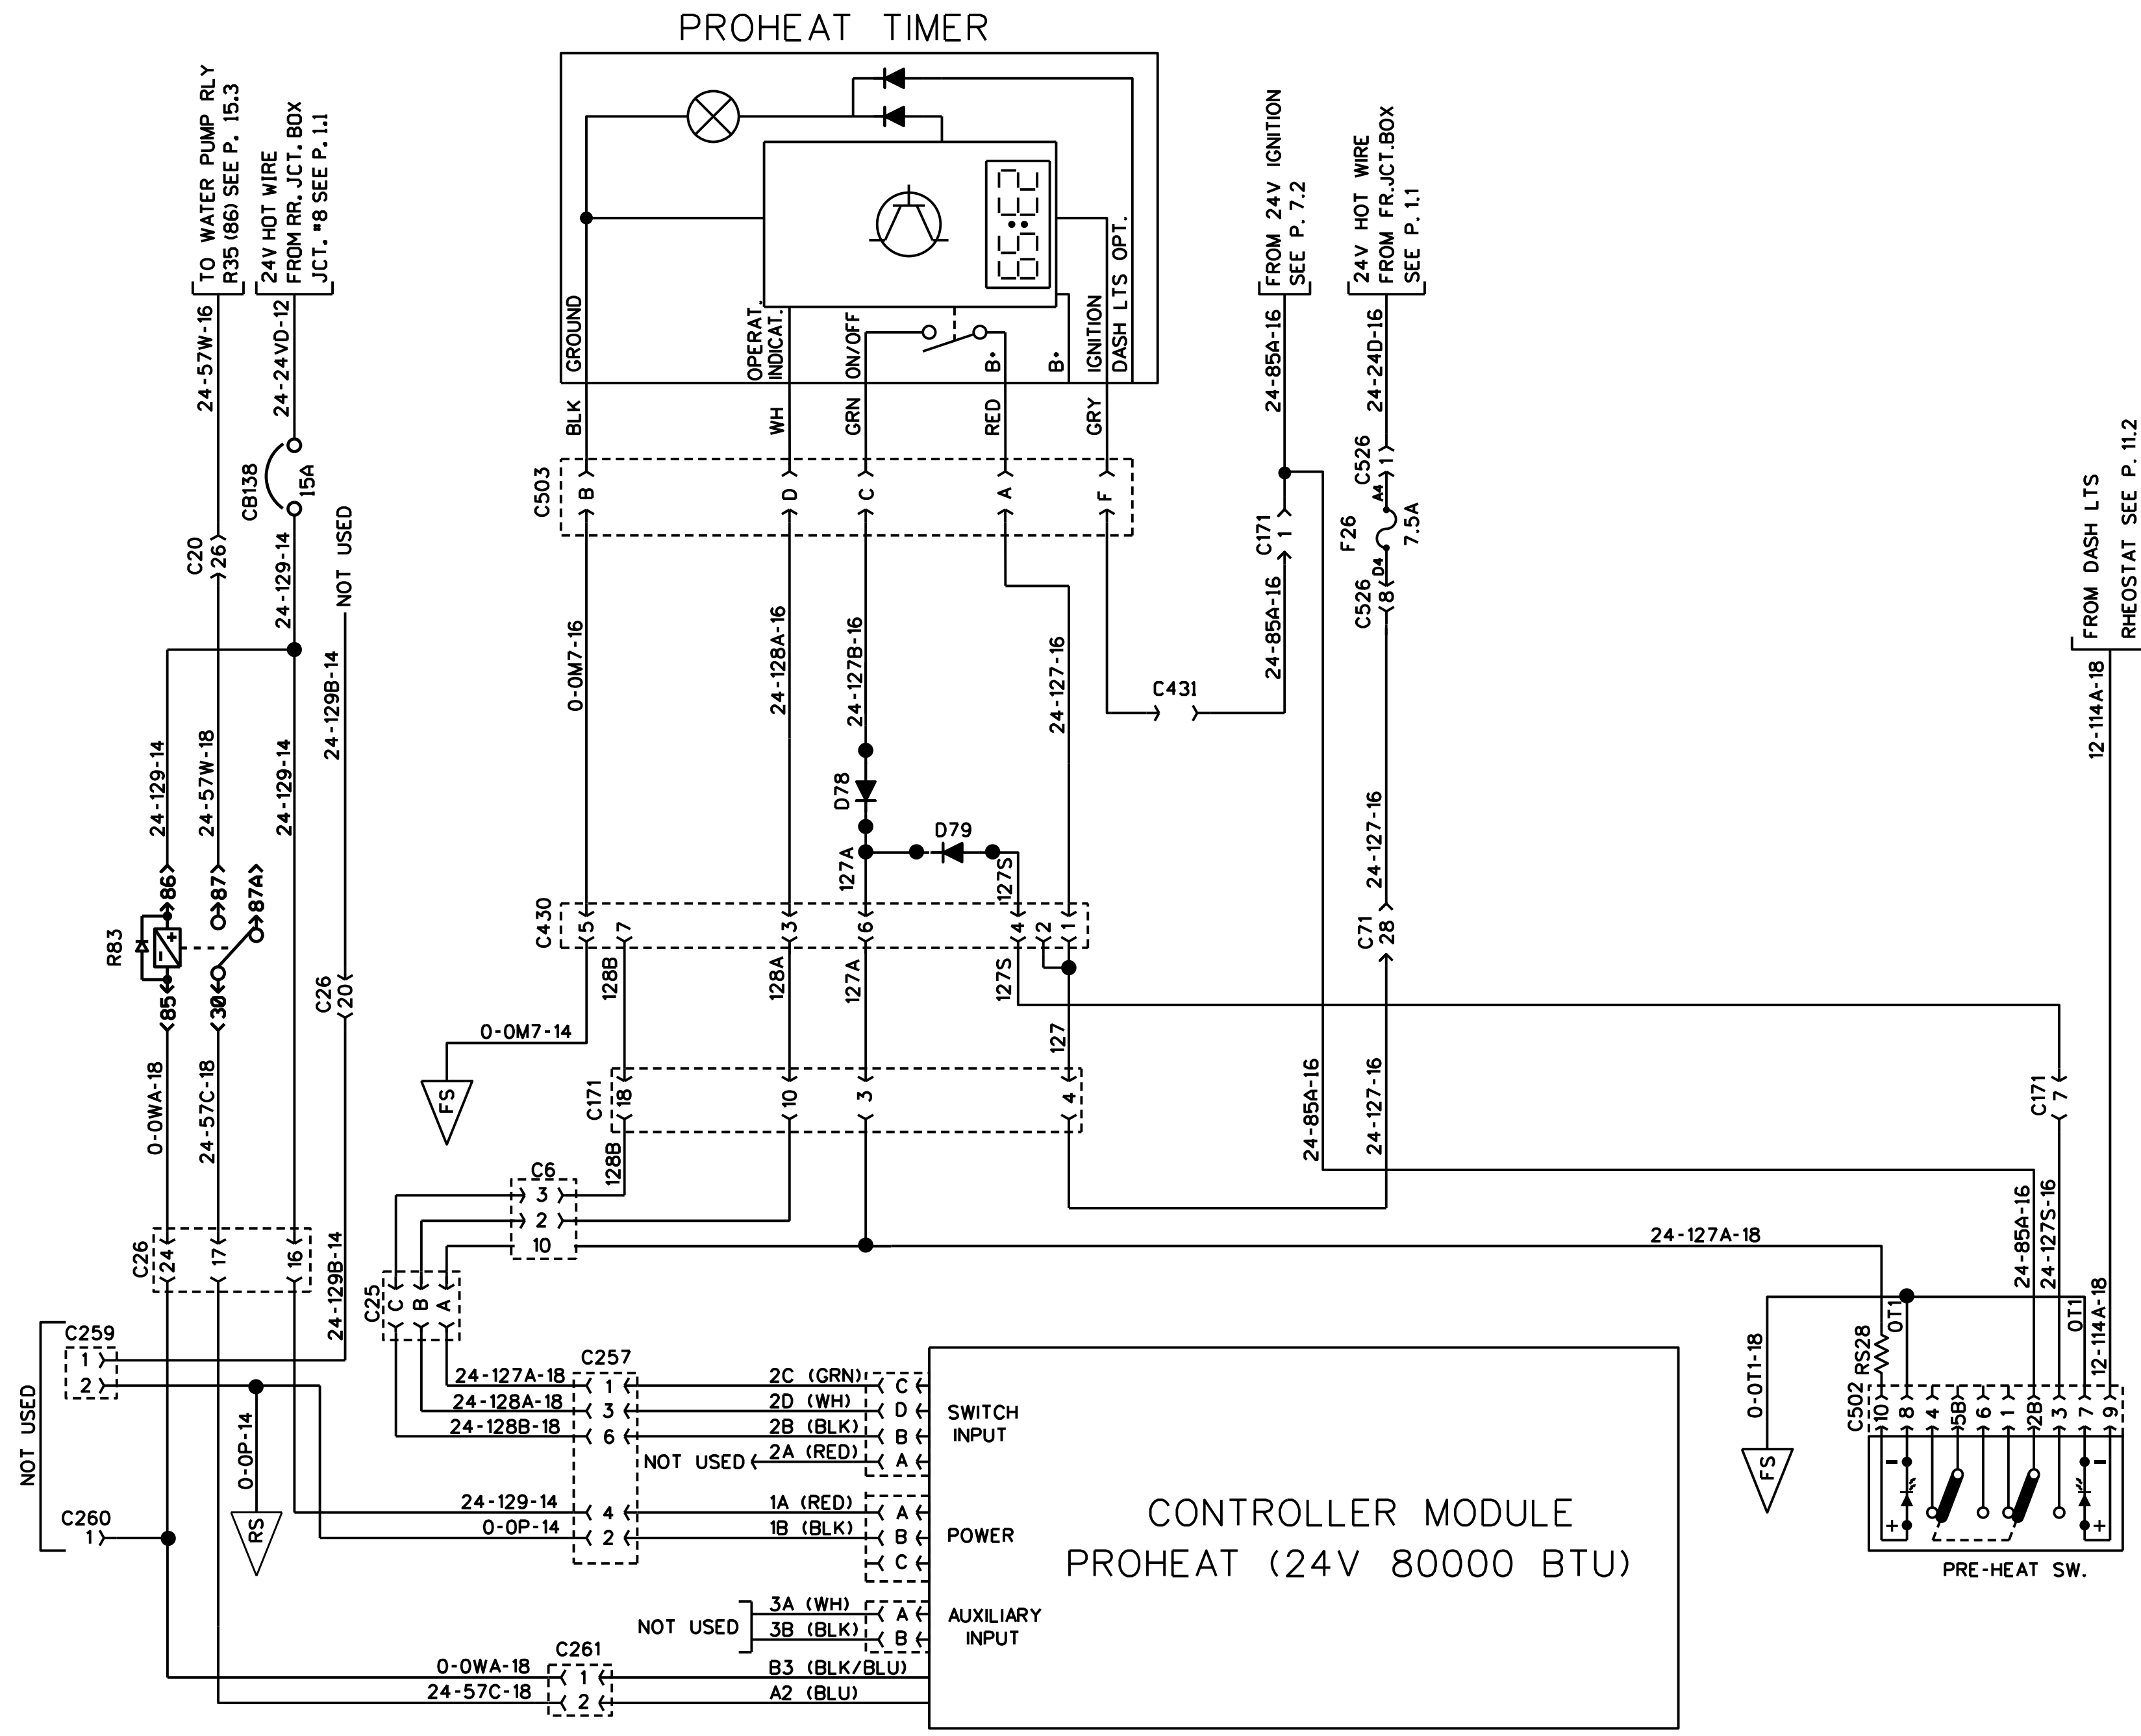 PROHEAT TIMER
TO WATER PUMP RLY
R35 (86) SEE P. 15.3
24V HOT WIRE
FROM RR. JCT. BOX
JCT. #8 SEE P. 1.1
24-57W-16
24-24VD-12
CB138
15A
C20
26
24-129-14
NOT USED
24-129B-14
24-129-14
24-57W-18
24-129-14
86
87
87A
R83
85
30
C26
20
0-0WA-18
24-57C-18
C26
24
17
16
24-129B-14
GROUND
OPERAT.
INDICAT.
ON/OFF
B+
B+
IGNITION
DASH LTS OPT.
BLK
WH
GRN
RED
GRY
C503
B
D
C
A
F
0-0M7-16
24-128A-16
24-127B-16
24-127-16
D78
D79
127A
127S
C430
5
7
3
6
4
2
1
128B
128A
127A
127S
127
0-0M7-14
FS
C171
18
10
3
4
128B
C6
3
2
10
C25
C
B
A
FROM 24V IGNITION
SEE P. 7.2
24V HOT WIRE
FROM FR.JCT.BOX
SEE P. 1.1
24-85A-16
24-24D-16
C526
1
A4
F26
7.5A
D4
C526
8
C171
1
24-85A-16
C431
24-127-16
C71
28
24-85A-16
24-127-16
FROM DASH LTS
RHEOSTAT SEE P. 11.2
12-114A-18
C171
7
24-127A-18
24-85A-16
24-127S-16
12-114A-18
0T1
0T1
0-0T1-18
FS
RS28
C502
10
8
4
5B
6
1
2B
3
7
9
-
+
-
+
PRE-HEAT SW.
NOT USED
C259
1
2
0-0P-14
RS
C260
1
C257
24-127A-18
1
2C (GRN)
C
24-128A-18
3
2D (WH)
D
24-128B-18
6
2B (BLK)
B
NOT USED
2A (RED)
A
SWITCH
INPUT
24-129-14
4
1A (RED)
A
0-0P-14
2
1B (BLK)
B
C
POWER
CONTROLLER MODULE
PROHEAT (24V 80000 BTU)
NOT USED
3A (WH)
A
3B (BLK)
B
AUXILIARY
INPUT
C261
0-0WA-18
1
B3 (BLK/BLU)
24-57C-18
2
A2 (BLU)